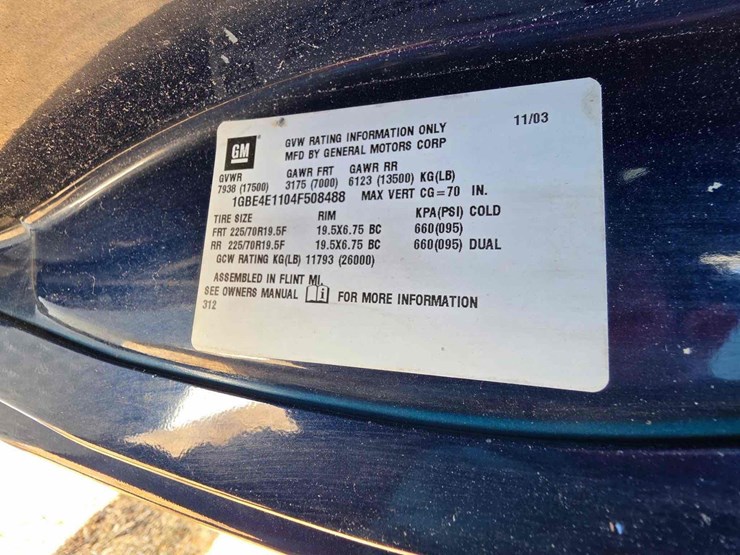 GM
GVW RATING INFORMATION ONLY 11/03
MFD BY GENERAL MOTORS CORP
GVWR GAWR FRT GAWR RR
7938 (17500) 3175 (7000) 6123 (13500) KG(LB)
1GBE4E1104F508488 MAX VERT CG=70 IN.
TIRE SIZE RIM KPA(PSI) COLD
FRT 225/70R19.5F 19.5X6.75 BC 660(095)
RR 225/70R19.5F 19.5X6.75 BC 660(095) DUAL
GCW RATING KG(LB) 11793 (26000)
ASSEMBLED IN FLINT MI.
SEE OWNERS MANUAL i FOR MORE INFORMATION
312